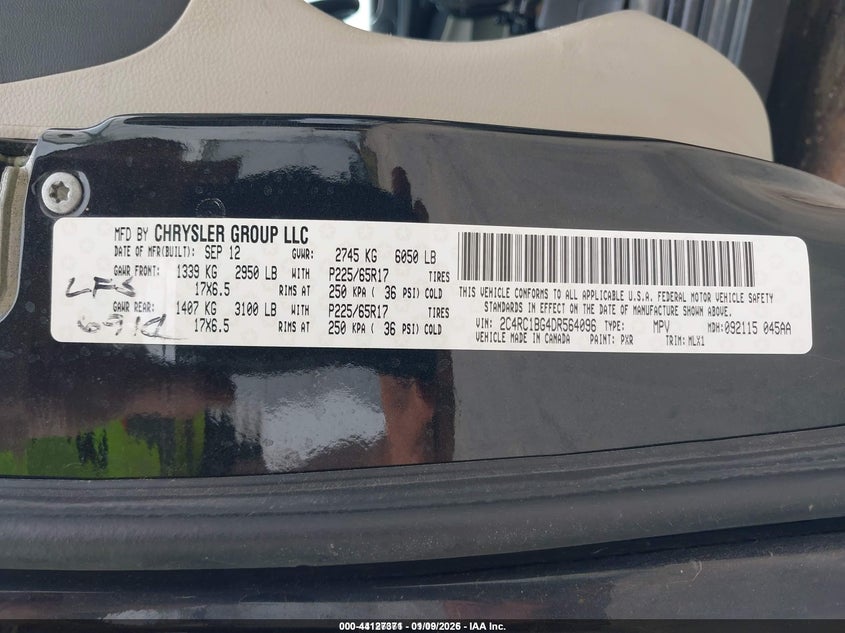 MFD BY CHRYSLER GROUP LLC
DATE OF MFR(BUILT): SEP 12 GVWR: 2745 KG 6050 LB
GAWR FRONT: 1339 KG 2950 LB WITH P225/65R17 TIRES
17X6.5 RIMS AT 250 KPA ( 36 PSI) COLD
GAWR REAR: 1407 KG 3100 LB WITH P225/65R17 TIRES
17X6.5 RIMS AT 250 KPA ( 36 PSI) COLD
LFS
THIS VEHICLE CONFORMS TO ALL APPLICABLE U.S.A. FEDERAL MOTOR VEHICLE SAFETY
STANDARDS IN EFFECT ON THE DATE OF MANUFACTURE SHOWN ABOVE.
VIN: 2C4RC1BG4DR564096 TYPE: MPV MDH: 092115 045AA
VEHICLE MADE IN CANADA PAINT: PXR TRIM: MLX1
01/09/2026 - IAA Inc.